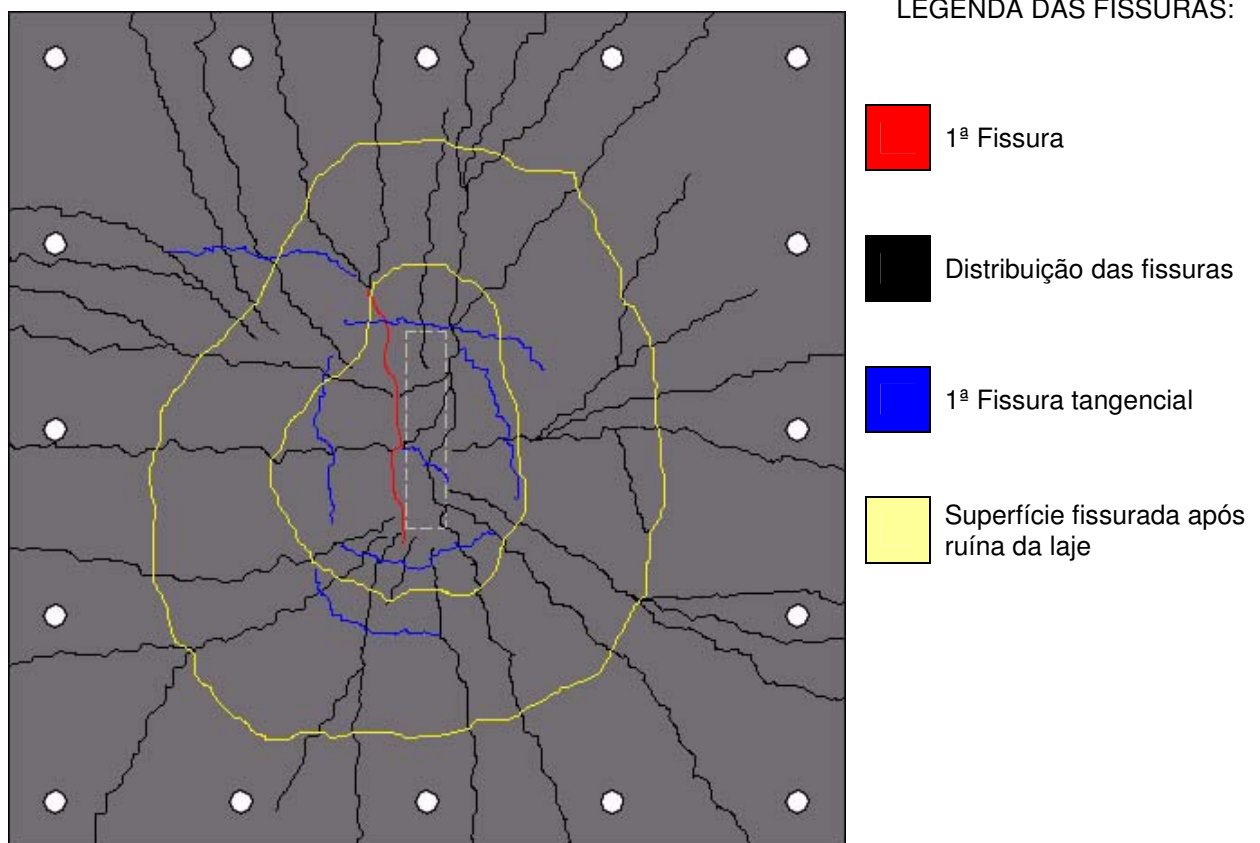 LEGENDA DAS FISSURAS:
1ª Fissura
Distribuição das fissuras
1ª Fissura tangencial
Superfície fissurada após
ruína da laje